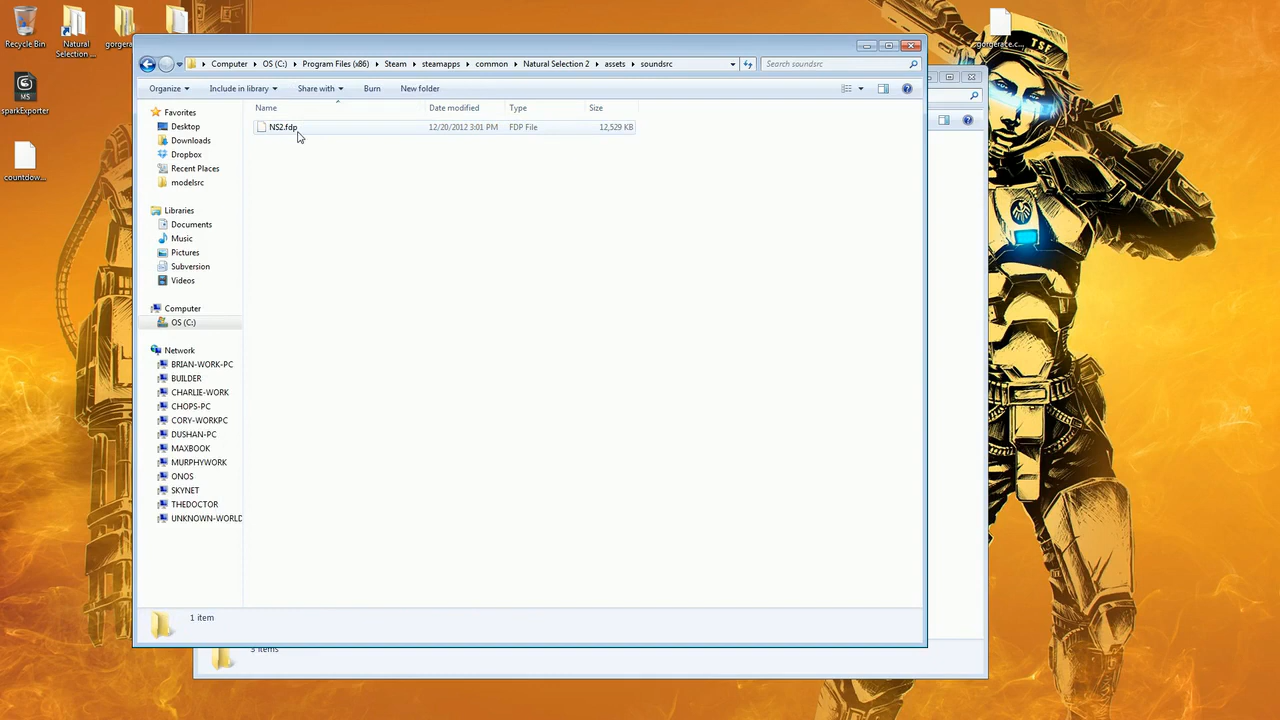 Recycle Bin
Natural Selection ...
sparkExporter
countdow...
TSF
Computer OS (C:) Program Files (x86) Steam steamapps common Natural Selection 2 assets soundsrc
Search soundsrc
Organize Include in library Share with Burn New folder
Name Date modified Type Size
NS2.fdp 12/20/2012 3:01 PM FDP File 12,529 KB
Favorites
Desktop
Downloads
Dropbox
Recent Places
modelsrc
Libraries
Documents
Music
Pictures
Subversion
Videos
Computer
OS (C:)
Network
BRIAN-WORK-PC
BUILDER
CHARLIE-WORK
CHOPS-PC
CORY-WORKPC
DUSHAN-PC
MAXBOOK
MURPHYWORK
ONOS
SKYNET
THEDOCTOR
UNKNOWN-WORLD
1 item
5 items